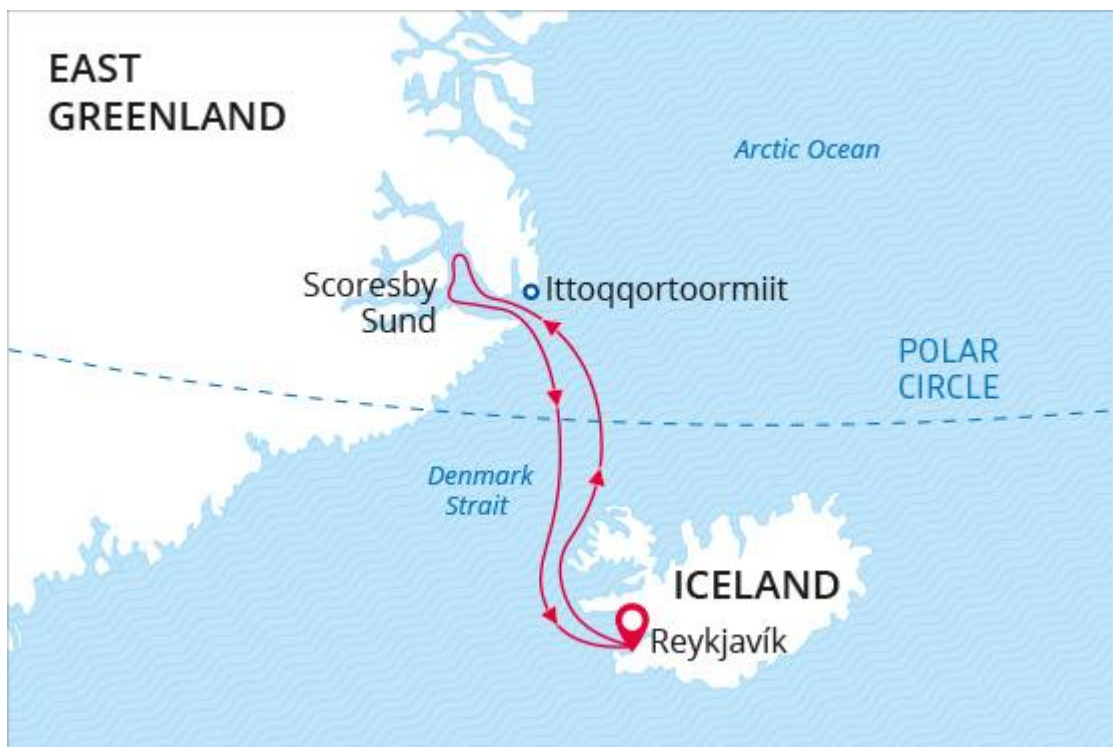 EAST
GREENLAND
Arctic Ocean
Scoresby
Sund
Ittoqqortoormiit
POLAR
CIRCLE
Denmark
Strait
ICELAND
Reykjavík